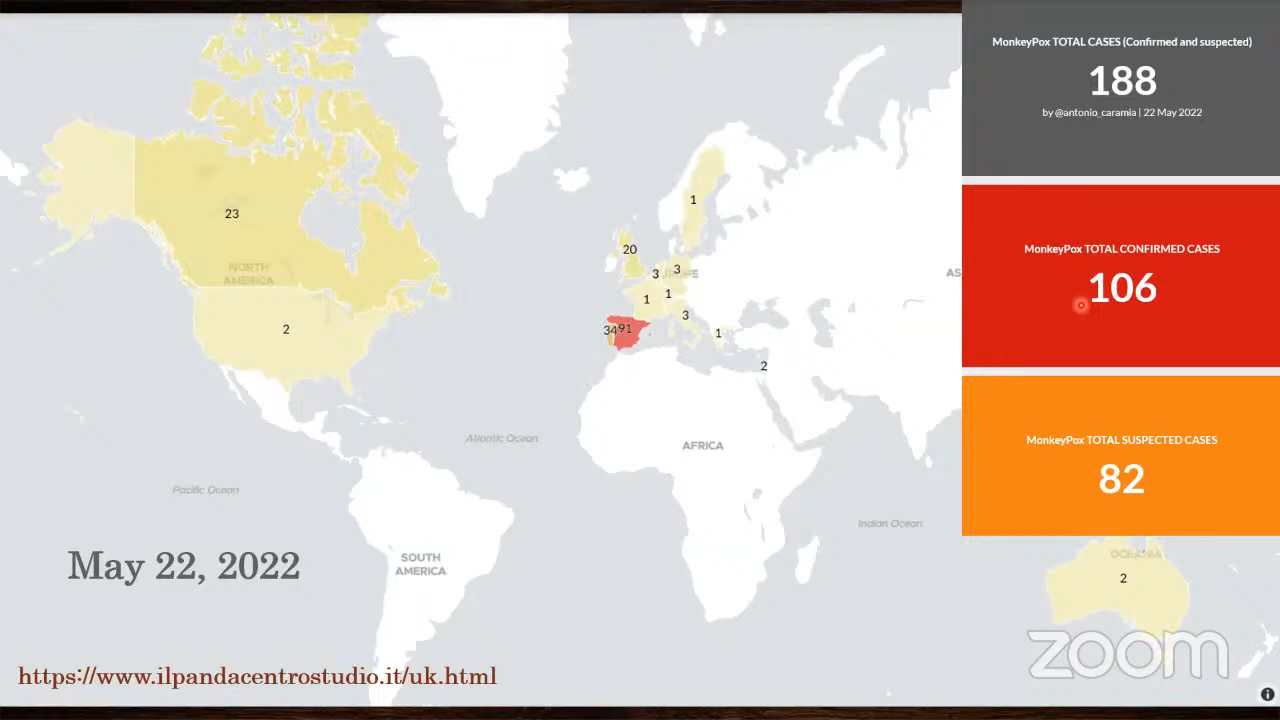 MonkeyPox TOTAL CASES (Confirmed and suspected)
188
by @antonio_caramia | 22 May 2022
MonkeyPox TOTAL CONFIRMED CASES
106
MonkeyPox TOTAL SUSPECTED CASES
82
23
NORTH
AMERICA
2
1
20
3
3
1
1
3
34
91
1
2
AFRICA
Atlantic Ocean
Pacific Ocean
Indian Ocean
SOUTH
AMERICA
OCEANIA
2
May 22, 2022
https://www.ilpandacentrostudio.it/uk.html
zoom